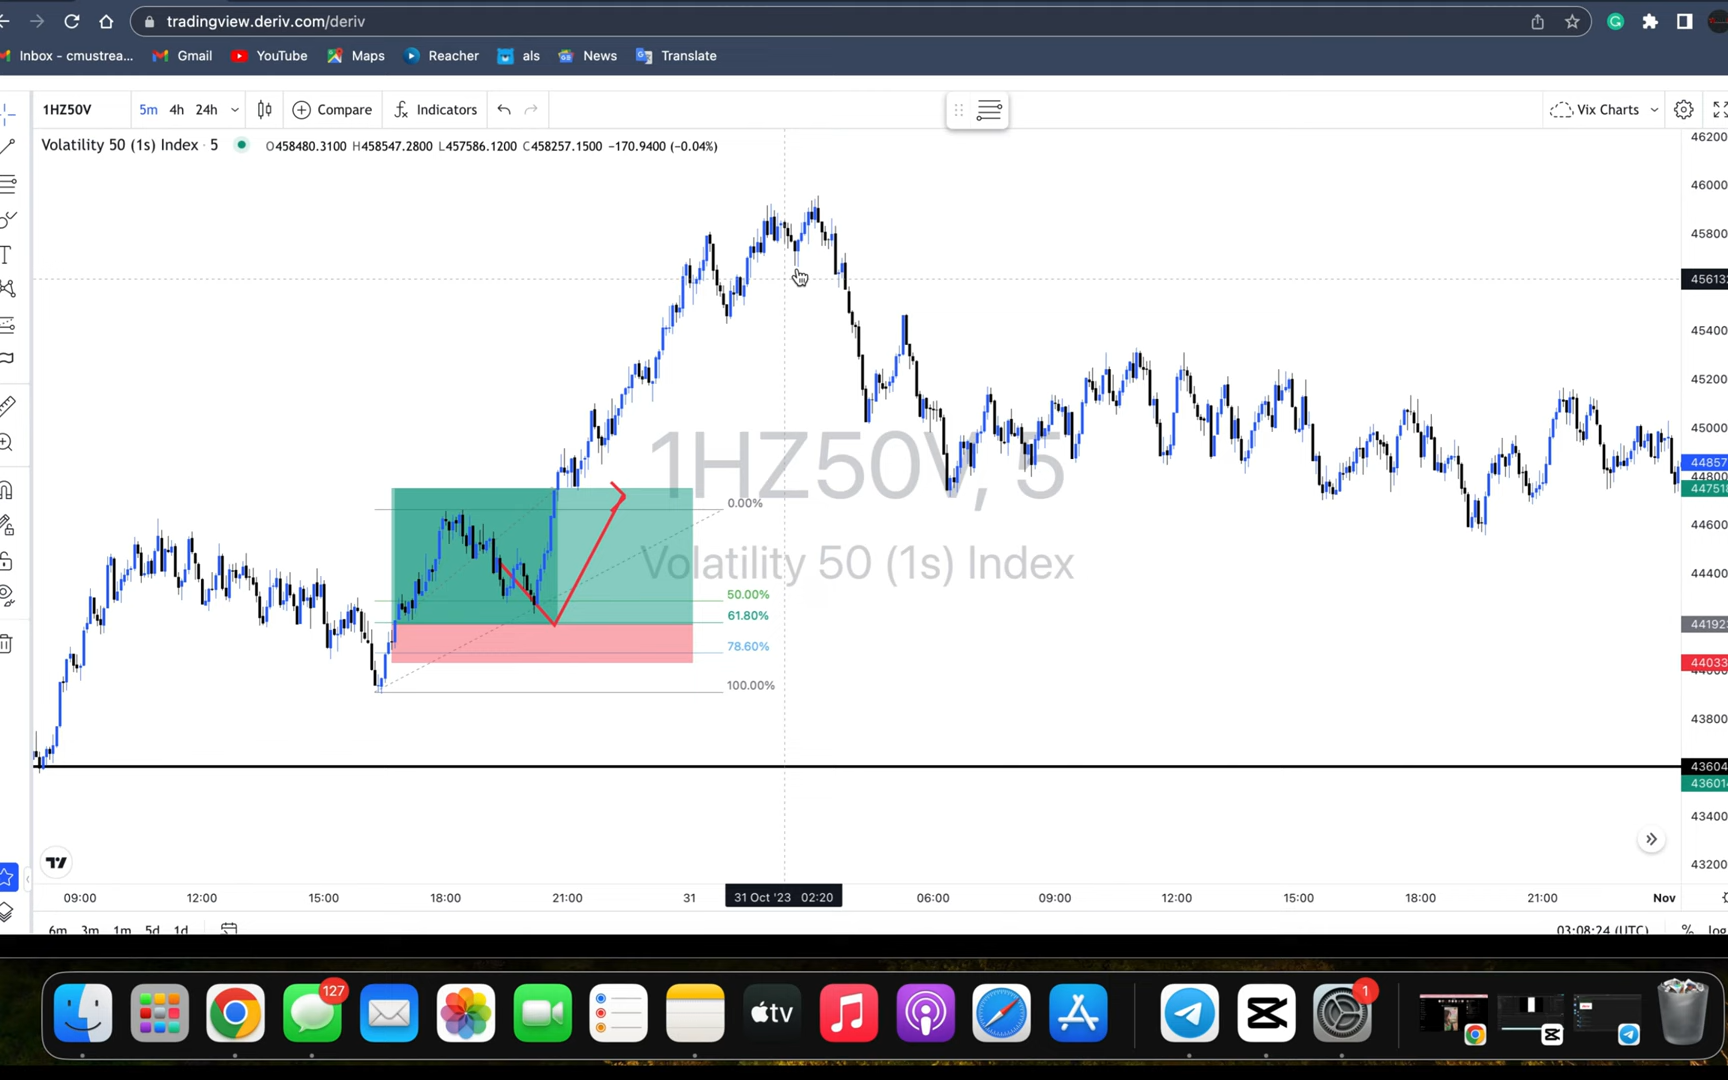 tradingview.deriv.com/deriv
Inbox - cmustrea...
Gmail
YouTube
Maps
Reacher
als
News
Translate
1HZ50V
5m 4h 24h
Compare
Indicators
Vix Charts
Volatility 50 (1s) Index · 5
O458480.3100 H458547.2800 L457586.1200 C458257.1500 −170.9400 (−0.04%)
46200
46000
45800
45613
45400
45200
45000
44857
44800
44751
44600
44400
44192
44033
43800
43604
43601
43400
43200
1HZ50V, 5
Volatility 50 (1s) Index
0.00%
50.00%
61.80%
78.60%
100.00%
09:00 12:00 15:00 18:00 21:00 31 31 Oct '23 02:20 06:00 09:00 12:00 15:00 18:00 21:00 Nov
6m 3m 1m 5d 1d
03:08:24 (UTC) % log
127
tv
1